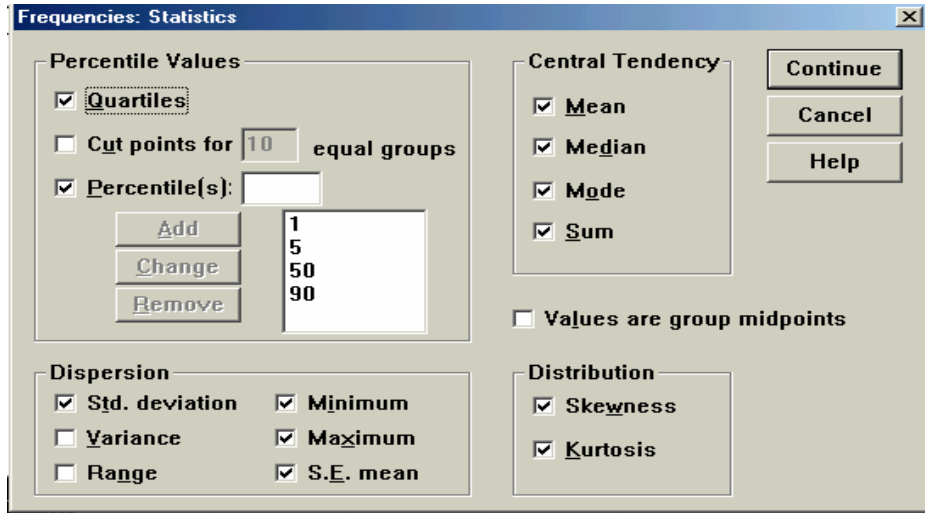 Frequencies: Statistics
Percentile Values
Quartiles
Cut points for 10 equal groups
Percentile(s):
Add
Change
Remove
1
5
50
90
Central Tendency
Mean
Median
Mode
Sum
Continue
Cancel
Help
Values are group midpoints
Dispersion
Std. deviation
Minimum
Variance
Maximum
Range
S.E. mean
Distribution
Skewness
Kurtosis